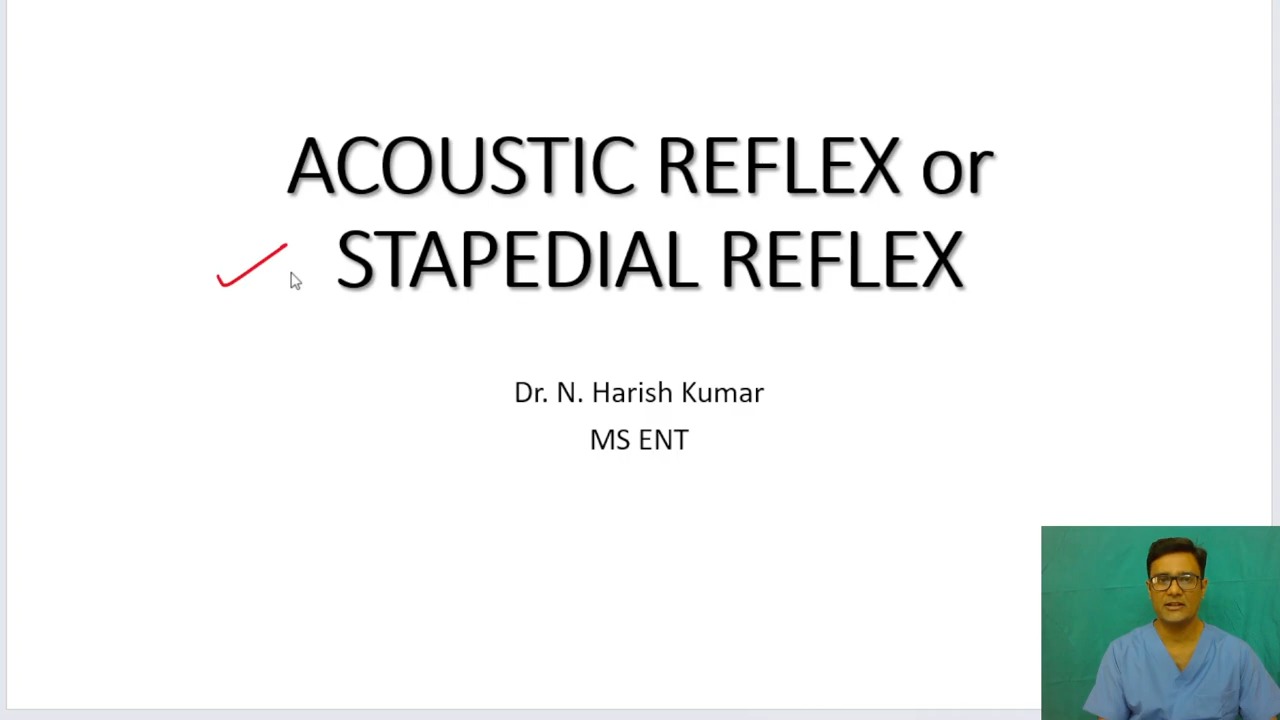 ACOUSTIC REFLEX or
STAPEDIAL REFLEX
Dr. N. Harish Kumar
MS ENT